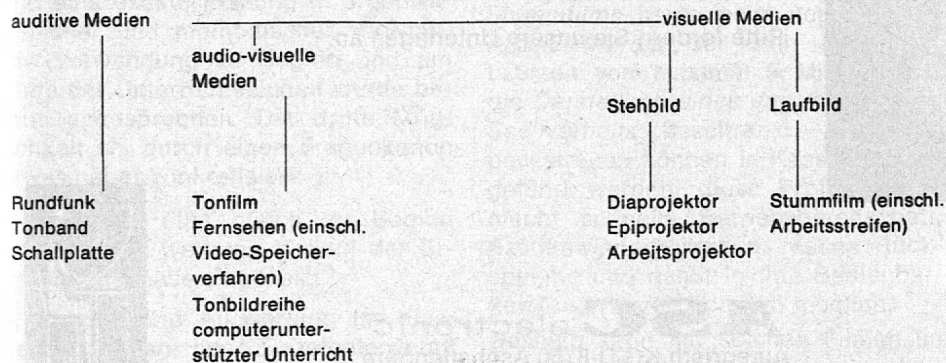 auditive Medien
visuelle Medien
audio-visuelle
Medien
Stehbild
Laufbild
Rundfunk
Tonband
Schallplatte
Tonfilm
Fernsehen (einschl.
Video-Speicher-
verfahren)
Tonbildreihe
computerunter-
stützter Unterricht
Diaprojektor
Epiprojektor
Arbeitsprojektor
Stummfilm (einschl.
Arbeitsstreifen)